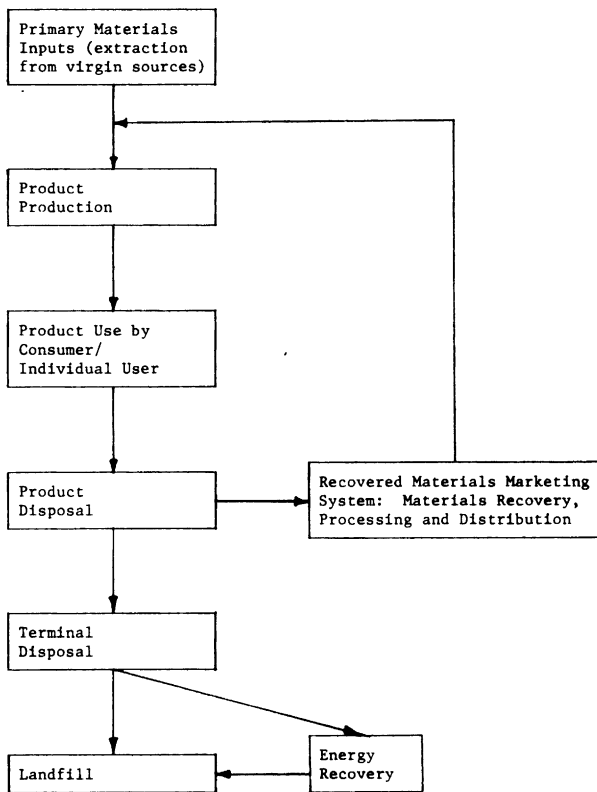 Primary Materials
Inputs (extraction
from virgin sources)
Product
Production
Product Use by
Consumer/
Individual User
Product
Disposal
Recovered Materials Marketing
System: Materials Recovery,
Processing and Distribution
Terminal
Disposal
Energy
Recovery
Landfill